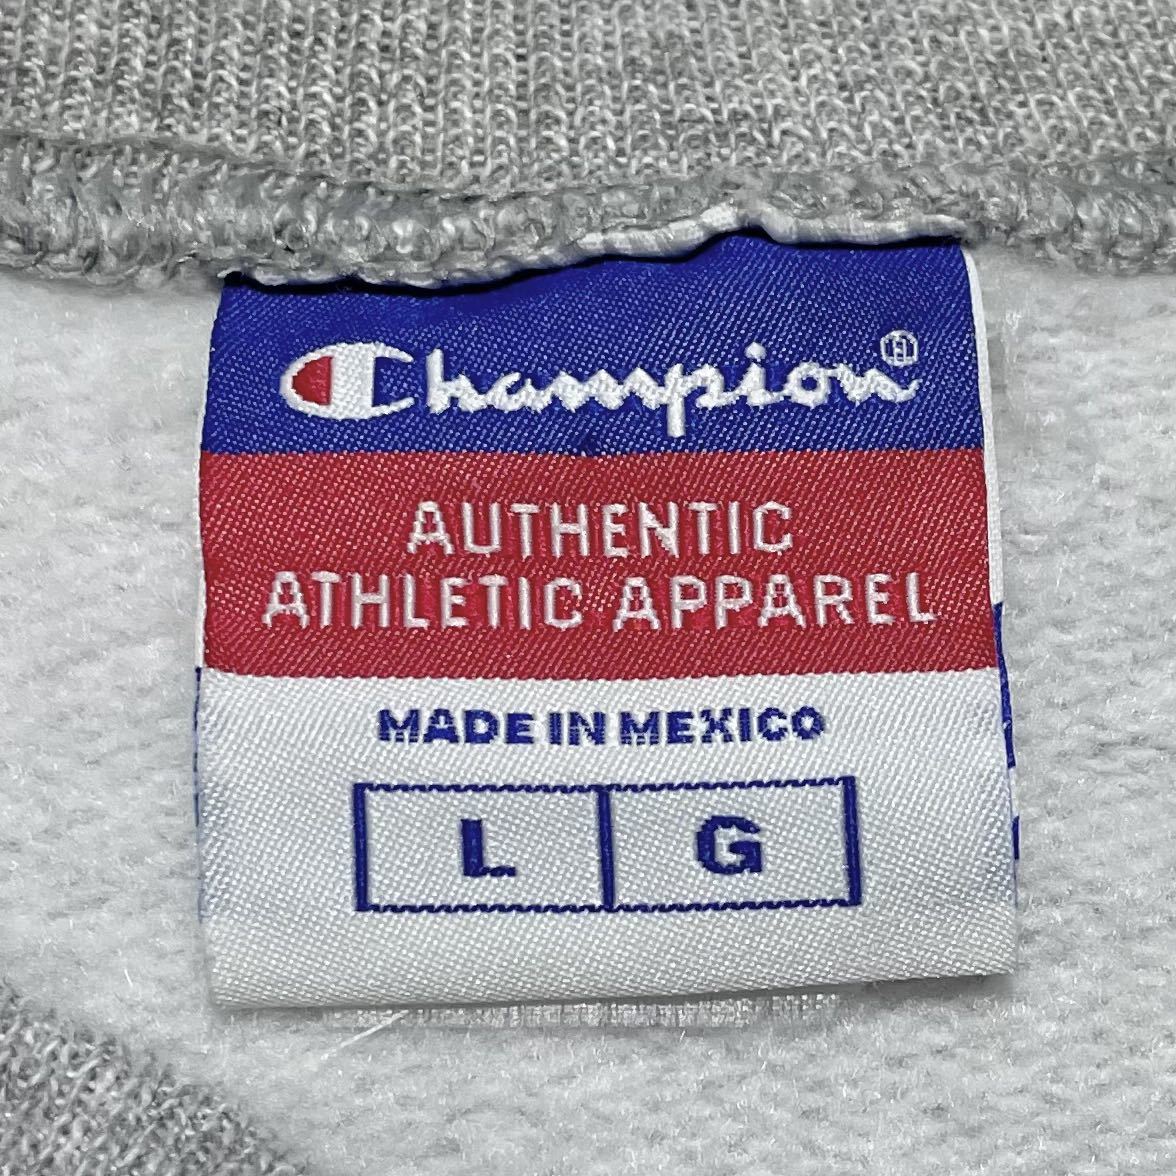 Champion®
AUTHENTIC
ATHLETIC APPAREL
MADE IN MEXICO
L G